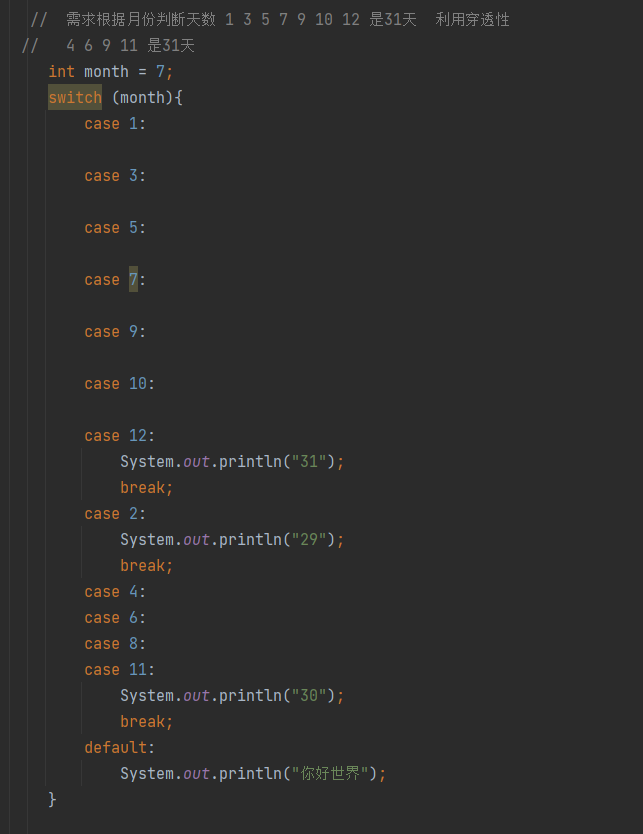 //  需求根据月份判断天数 1 3 5 7 9 10 12 是31天  利用穿透性
//   4 6 9 11 是31天
int month = 7;
switch (month){
case 1:
case 3:
case 5:
case 7:
case 9:
case 10:
case 12:
System.out.println("31");
break;
case 2:
System.out.println("29");
break;
case 4:
case 6:
case 8:
case 11:
System.out.println("30");
break;
default:
System.out.println("你好世界");
}